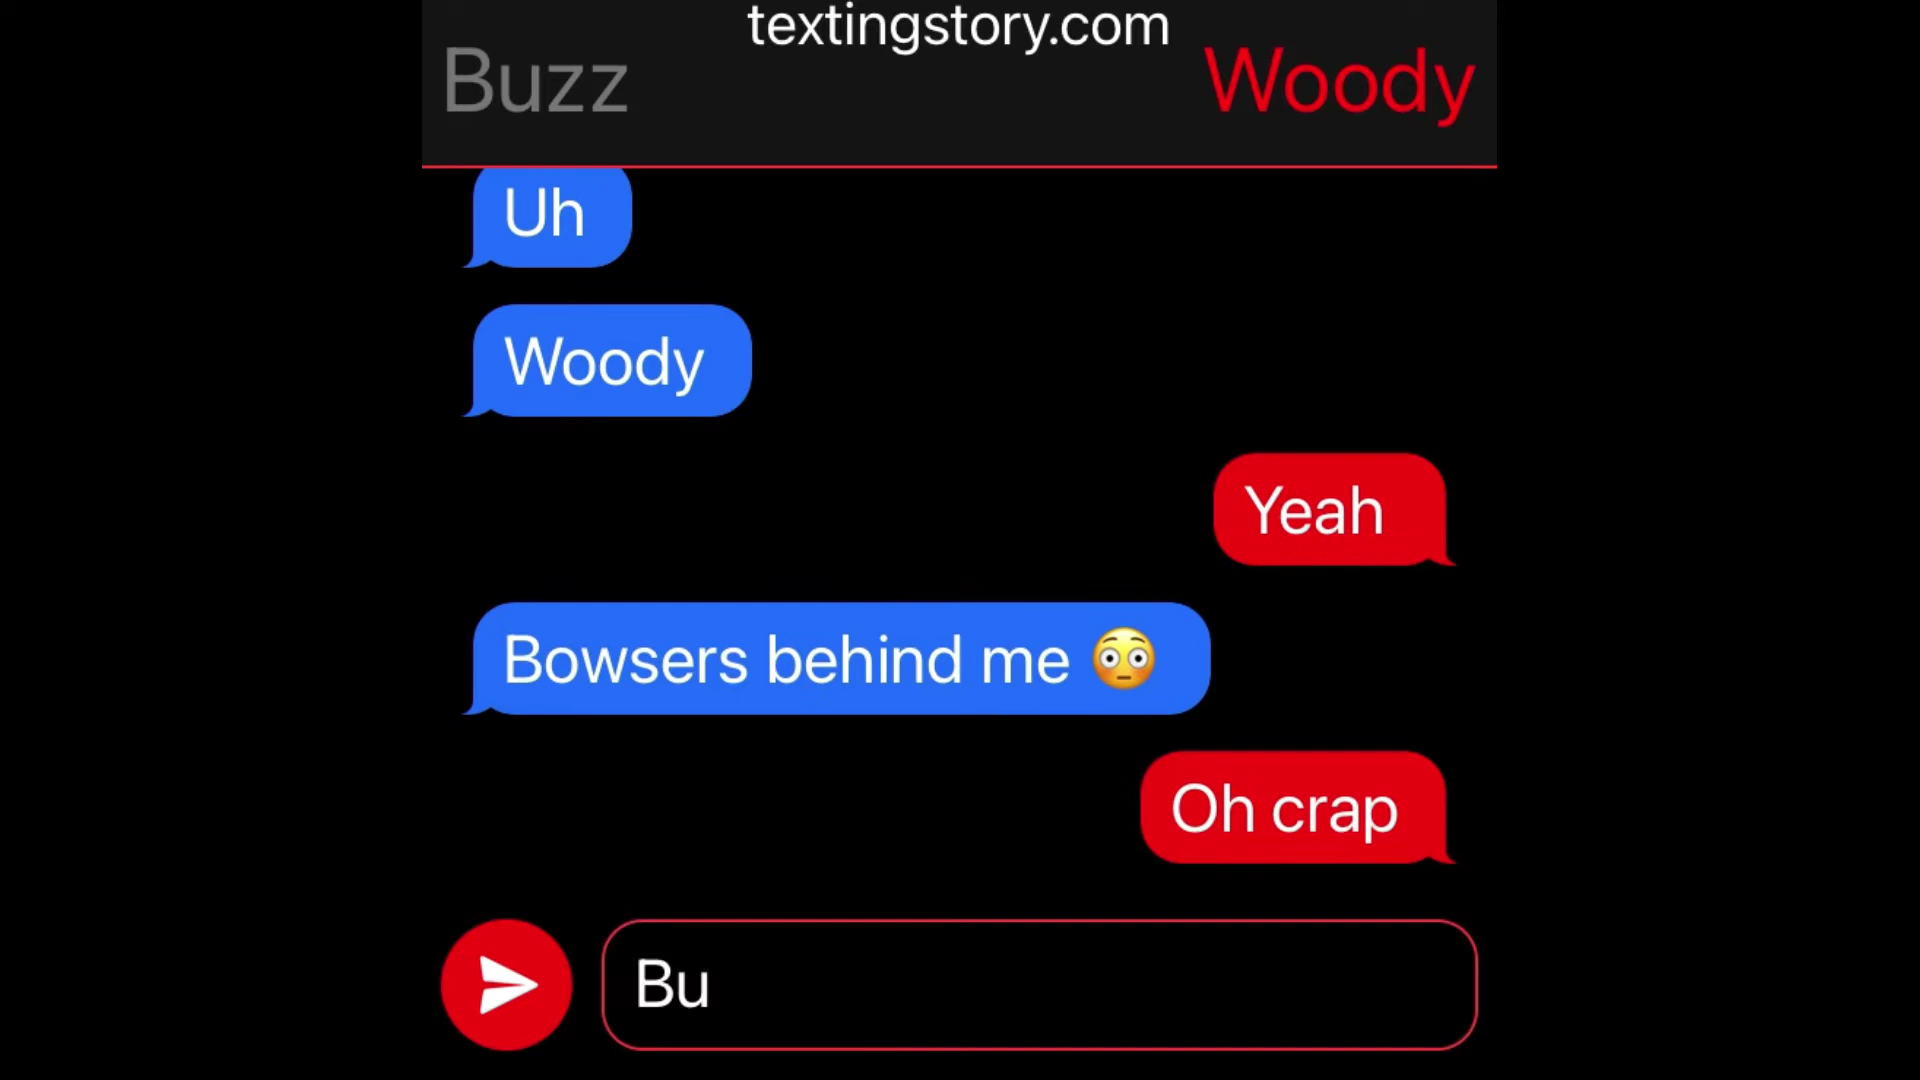 textingstory.com
Buzz
Woody
Uh
Woody
Yeah
Bowsers behind me 😳
Oh crap
Bu